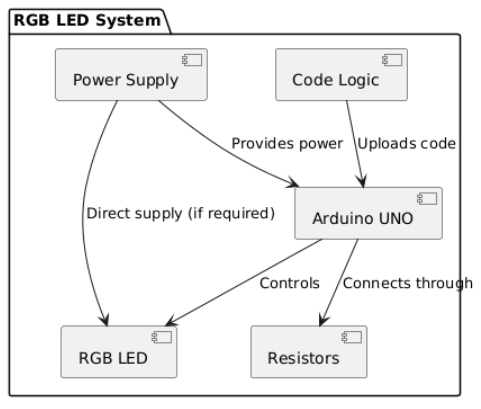 RGB LED System
Power Supply
Code Logic
Provides power
Uploads code
Direct supply (if required)
Arduino UNO
Controls
Connects through
RGB LED
Resistors